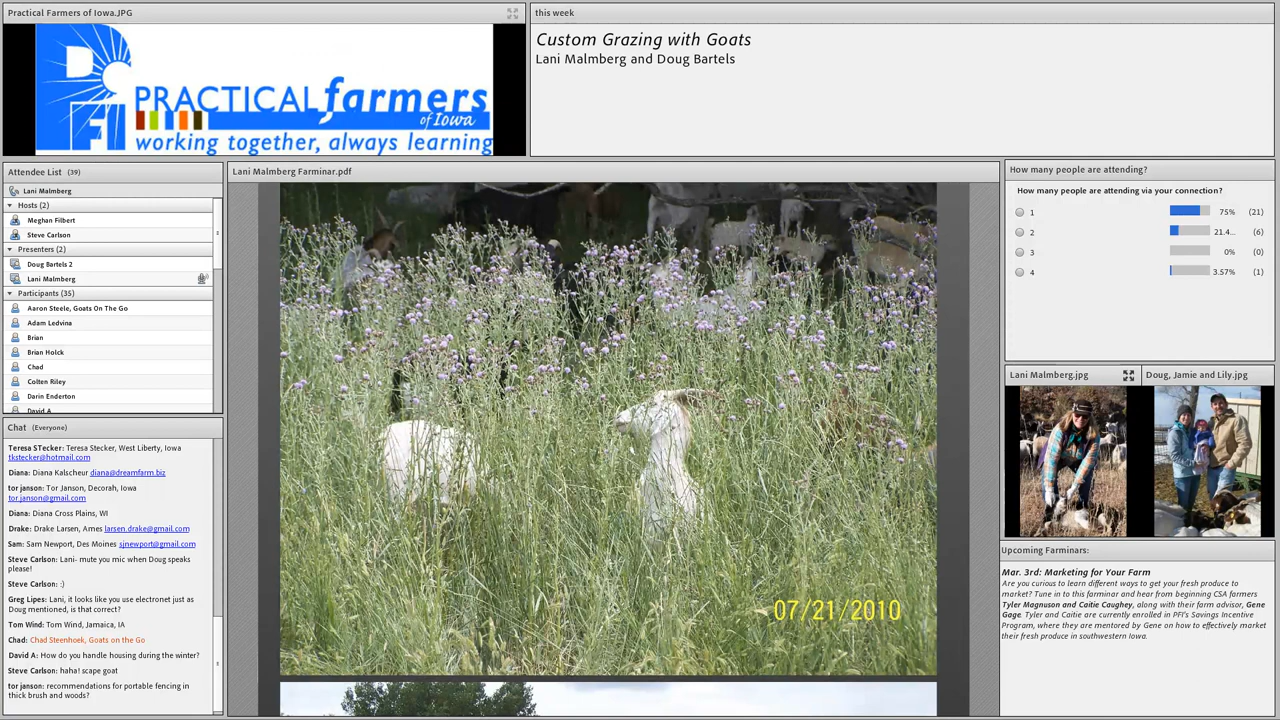 Practical Farmers of Iowa.JPG
PFI
PRACTICAL farmers
of Iowa
working together, always learning
this week
Custom Grazing with Goats
Lani Malmberg and Doug Bartels
Attendee List (39)
Lani Malmberg
Hosts (2)
Meghan Filbert
Steve Carlson
Presenters (2)
Doug Bartels 2
Lani Malmberg
Participants (35)
Aaron Steele, Goats On The Go
Adam Ledvina
Brian
Brian Holck
Chad
Colten Riley
Darin Enderton
David A
Chat (Everyone)
Teresa STecker: Teresa Stecker, West Liberty, Iowa
tkstecker@hotmail.com
Diana: Diana Kalscheur diana@dreamfarm.biz
tor janson: Tor Janson, Decorah, Iowa
tor.janson@gmail.com
Diana: Diana Cross Plains, WI
Drake: Drake Larsen, Ames larsen.drake@gmail.com
Sam: Sam Newport, Des Moines sjnewport@gmail.com
Steve Carlson: Lani- mute you mic when Doug speaks
please!
Steve Carlson: :)
Greg Lipes: Lani, it looks like you use electronet just as
Doug mentioned, is that correct?
Tom Wind: Tom Wind, Jamaica, IA
Chad: Chad Steenhoek, Goats on the Go
David A: How do you handle housing during the winter?
Steve Carlson: haha! scape goat
tor janson: recommendations for portable fencing in
thick brush and woods?
Lani Malmberg Farminar.pdf
07/21/2010
How many people are attending?
How many people are attending via your connection?
1 75% (21)
2 21.4... (6)
3 0% (0)
4 3.57% (1)
Lani Malmberg.jpg
Doug, Jamie and Lily.jpg
Upcoming Farminars:
Mar. 3rd: Marketing for Your Farm
Are you curious to learn different ways to get your fresh produce to
market? Tune in to this farminar and hear from beginning CSA farmers
Tyler Magnuson and Caitie Caughey, along with their farm advisor, Gene
Gage. Tyler and Caitie are currently enrolled in PFI's Savings Incentive
Program, where they are mentored by Gene on how to effectively market
their fresh produce in southwestern Iowa.